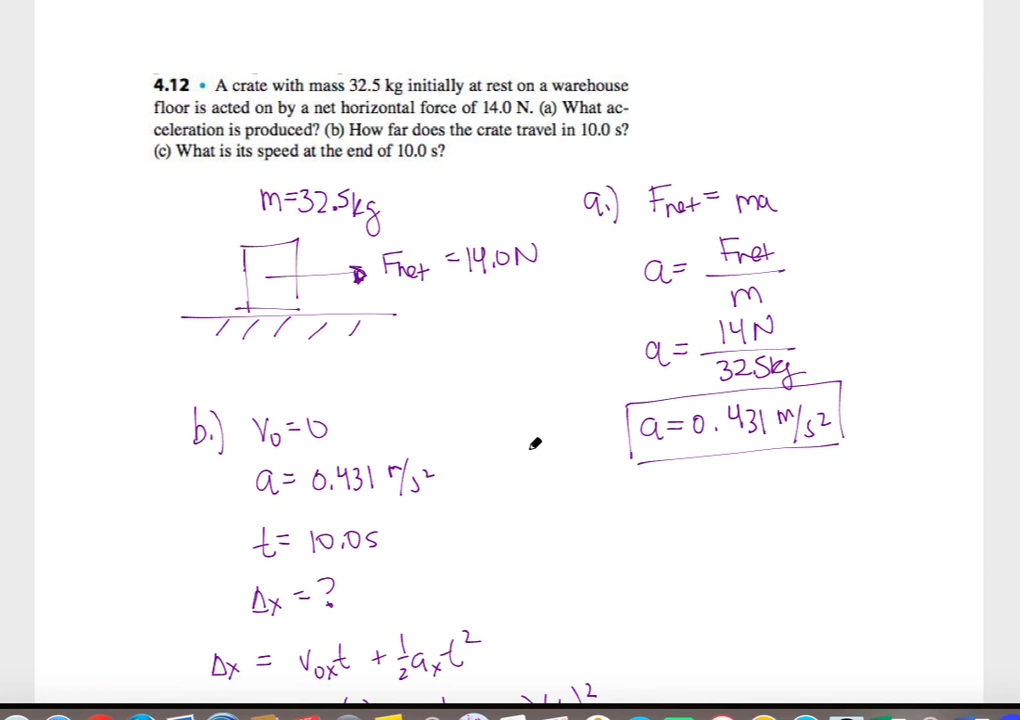 4.12 • A crate with mass 32.5 kg initially at rest on a warehouse
floor is acted on by a net horizontal force of 14.0 N. (a) What ac-
celeration is produced? (b) How far does the crate travel in 10.0 s?
(c) What is its speed at the end of 10.0 s?
m=32.5kg
Fnet =14.0N
a.) Fnet = ma
a= Fnet
m
a= 14N
32.5kg
a=0.431 m/s²
b.) V₀=0
a= 0.431 m/s²
t= 10.0s
Δx =?
Δx = V₀ₓt + ½aₓt²